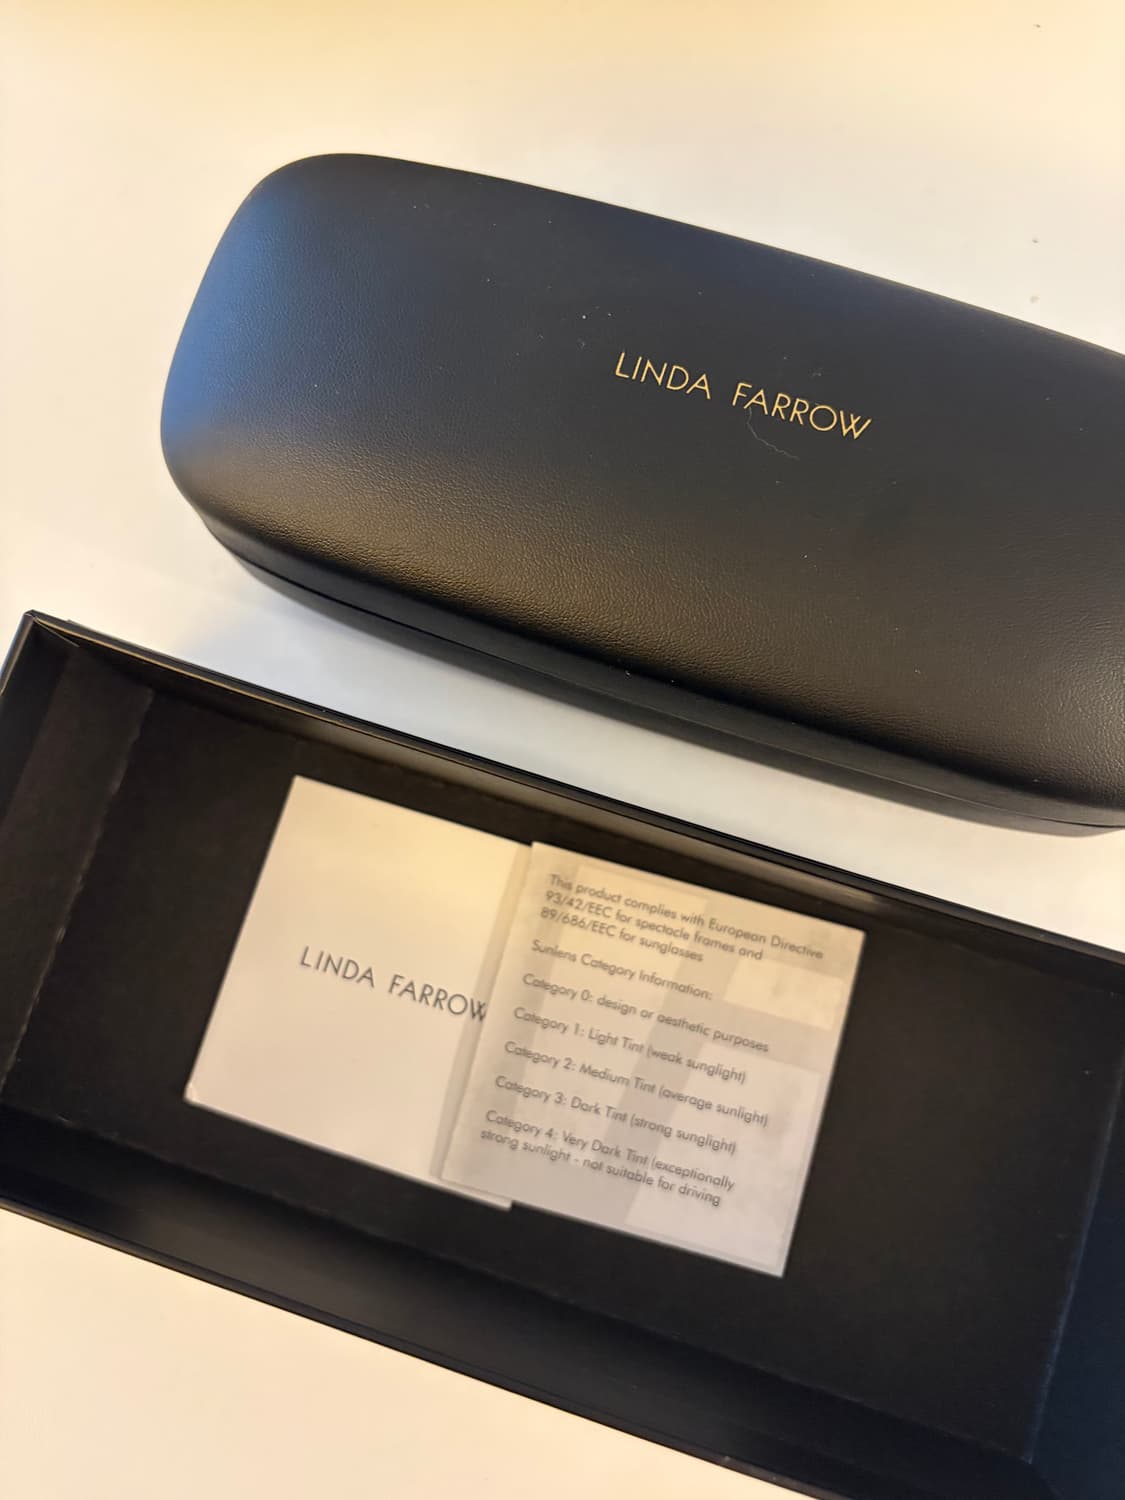 LINDA FARROW
LINDA FARROW
This product complies with European Directive
93/42/EEC for spectacle frames and
89/686/EEC for sunglasses
Sunlens Category Information:
Category 0: design or aesthetic purposes
Category 1: Light Tint (weak sunglight)
Category 2: Medium Tint (average sunlight)
Category 3: Dark Tint (strong sunglight)
Category 4: Very Dark Tint (exceptionally
strong sunlight - not suitable for driving